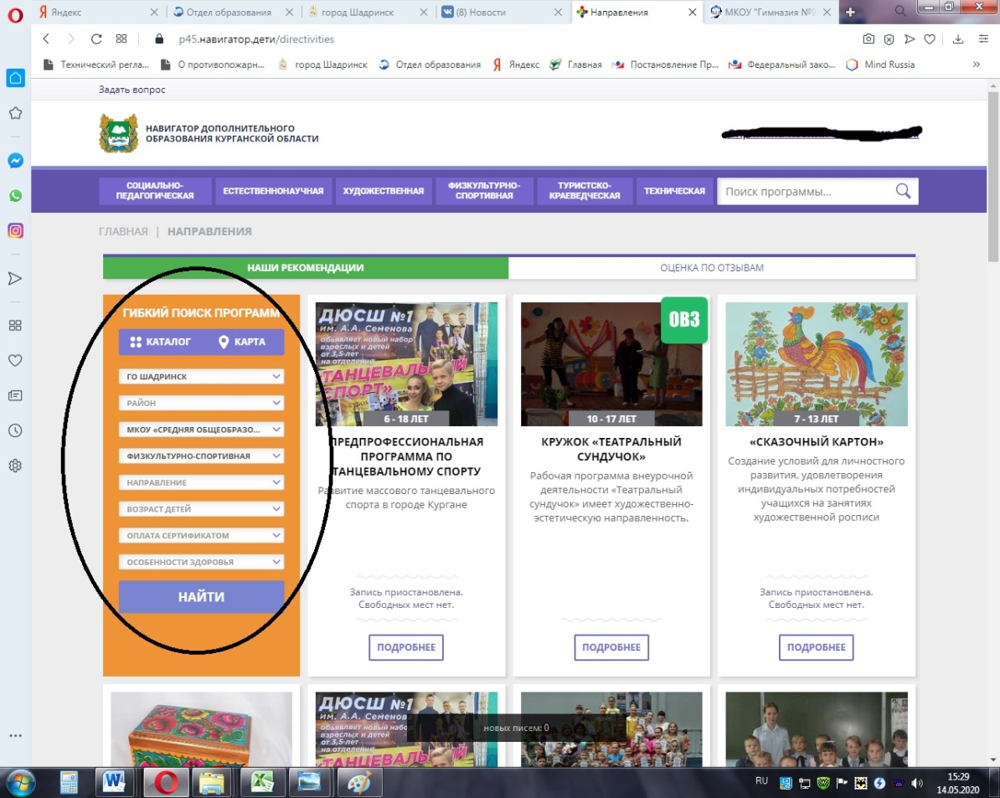 Яндекс
Отдел образования
город Шадринск
(8) Новости
Направления
МКОУ "Гимназия №9
p45.навигатор.дети/directivities
Технический регла...
О противопожарн...
город Шадринск
Отдел образования
Яндекс
Главная
Постановление Пр...
Федеральный зако...
Mind Russia
Задать вопрос
НАВИГАТОР ДОПОЛНИТЕЛЬНОГО
ОБРАЗОВАНИЯ КУРГАНСКОЙ ОБЛАСТИ
СОЦИАЛЬНО-
ПЕДАГОГИЧЕСКАЯ
ЕСТЕСТВЕННОНАУЧНАЯ
ХУДОЖЕСТВЕННАЯ
ФИЗКУЛЬТУРНО-
СПОРТИВНАЯ
ТУРИСТСКО-
КРАЕВЕДЧЕСКАЯ
ТЕХНИЧЕСКАЯ
Поиск программы...
ГЛАВНАЯ | НАПРАВЛЕНИЯ
НАШИ РЕКОМЕНДАЦИИ
ОЦЕНКА ПО ОТЗЫВАМ
ГИБКИЙ ПОИСК ПРОГРАММ
КАТАЛОГ
КАРТА
ГО ШАДРИНСК
РАЙОН
МКОУ «СРЕДНЯЯ ОБЩЕОБРАЗО...
ФИЗКУЛЬТУРНО-СПОРТИВНАЯ
НАПРАВЛЕНИЕ
ВОЗРАСТ ДЕТЕЙ
ОПЛАТА СЕРТИФИКАТОМ
ОСОБЕННОСТИ ЗДОРОВЬЯ
НАЙТИ
ДЮСШ №1
им. А.А. Семенова
объявляет новый набор
взрослых и детей
от 3,5-лет
на отделение
ТАНЦЕВАЛЬНЫЙ
СПОРТ»
6 - 18 ЛЕТ
ПРЕДПРОФЕССИОНАЛЬНАЯ
ПРОГРАММА ПО
ТАНЦЕВАЛЬНОМУ СПОРТУ
Развитие массового танцевального
спорта в городе Кургане
Запись приостановлена.
Свободных мест нет.
ПОДРОБНЕЕ
ОВЗ
10 - 17 ЛЕТ
КРУЖОК «ТЕАТРАЛЬНЫЙ
СУНДУЧОК»
Рабочая программа внеурочной
деятельности «Театральный
сундучок» имеет художественно-
эстетическую направленность.
ПОДРОБНЕЕ
7 - 13 ЛЕТ
«СКАЗОЧНЫЙ КАРТОН»
Создание условий для личностного
развития, удовлетворения
индивидуальных потребностей
учащихся на занятиях
художественной росписи
Запись приостановлена.
Свободных мест нет.
ПОДРОБНЕЕ
ДЮСШ №1
им. А.А. Семенова
объявляет новый набор
взрослых и детей
от 3,5-лет
на отделение
ТАНЦЕВАЛЬНЫЙ
новых писем: 0
RU
15:29
14.05.2020